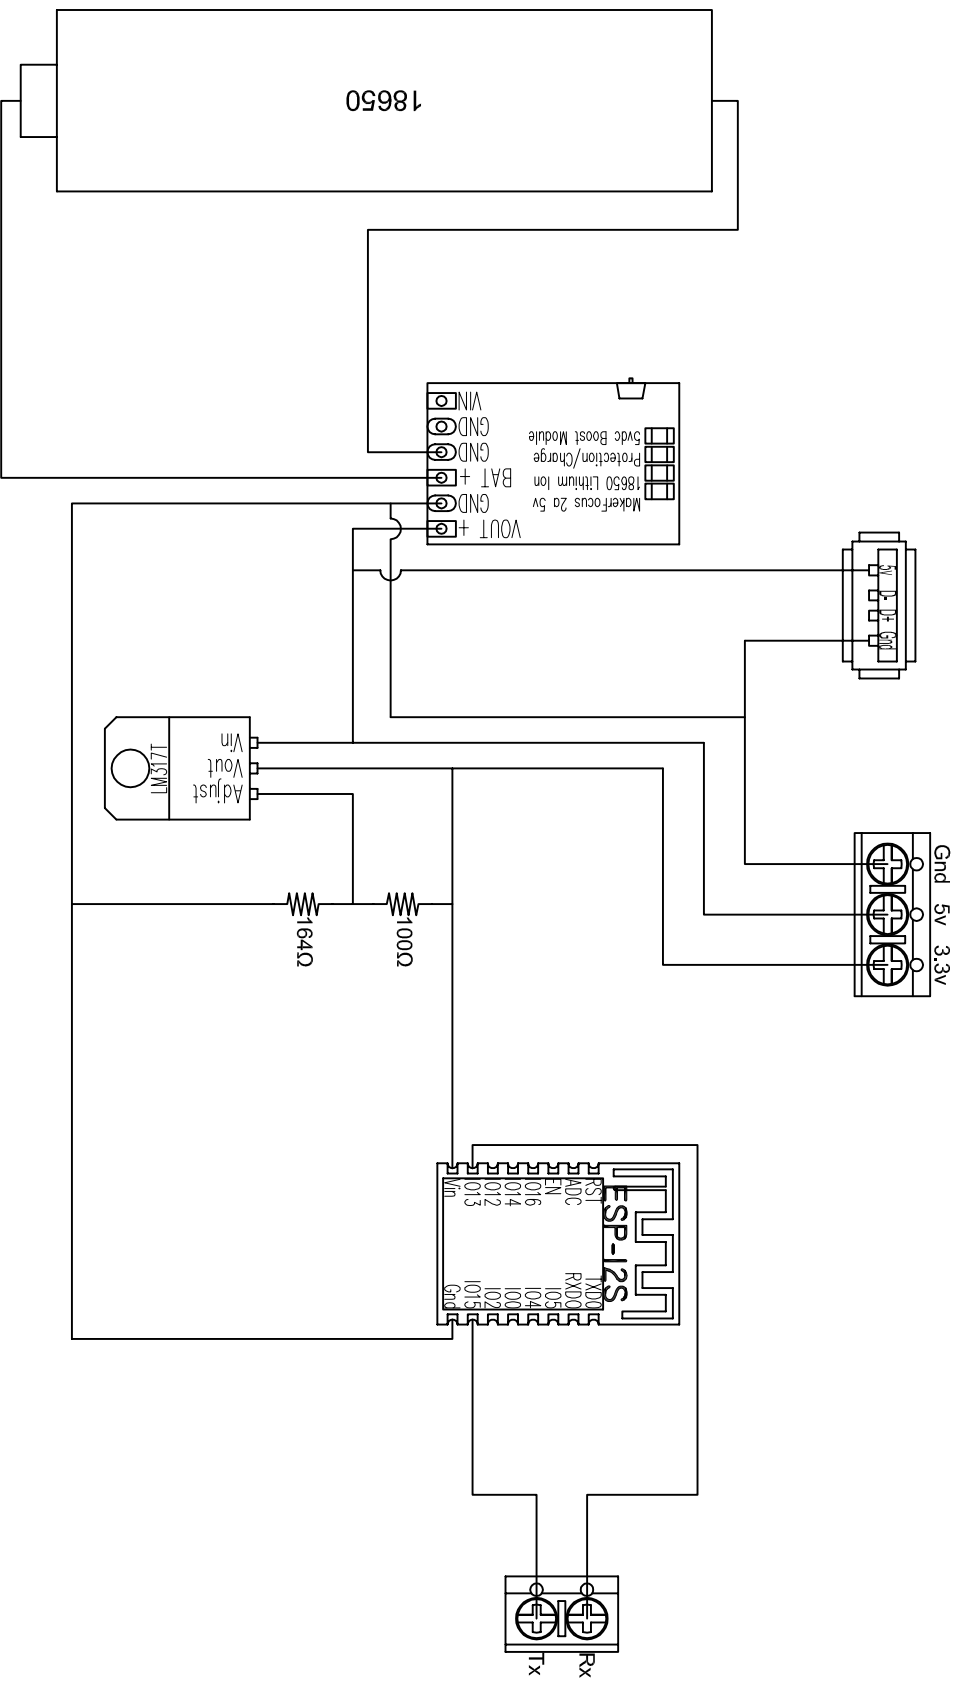 18650
VIN
GND
GND
BAT +
GND
VOUT +
MakerFocus 2a 5v
18650 Lithium Ion
Protection/Charge
5vdc Boost Module
5v
D-
D+
Gnd
LM317T
Vin
Vout
Adjust
164Ω
100Ω
Gnd
5v
3.3v
ESP-12S
RST
ADC
EN
IO16
IO14
IO12
IO13
Vin
TXD0
RXD0
IO5
IO4
IO0
IO2
IO15
Gnd
Tx
Rx